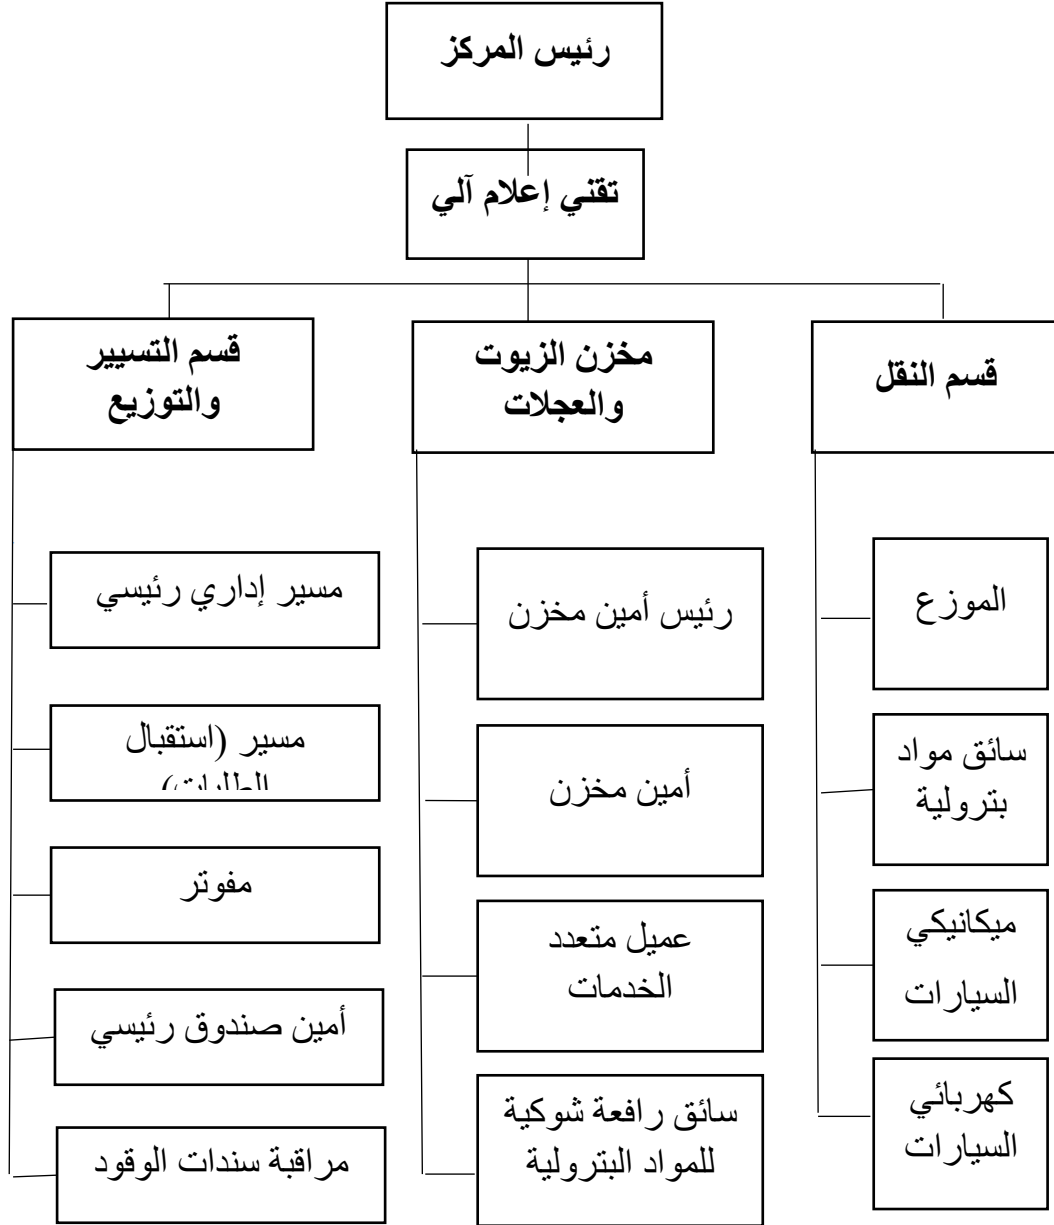 رئيس المركز
تقني إعلام آلي
قسم النقل
مخزن الزيوت
والعجلات
قسم التسيير
والتوزيع
الموزع
سائق مواد
بترولية
ميكانيكي
السيارات
كهربائي
السيارات
رئيس أمين مخزن
أمين مخزن
عميل متعدد
الخدمات
سائق رافعة شوكية
للمواد البترولية
مسير إداري رئيسي
مسير (استقبال
الطلبات)
مفوتر
أمين صندوق رئيسي
مراقبة سندات الوقود